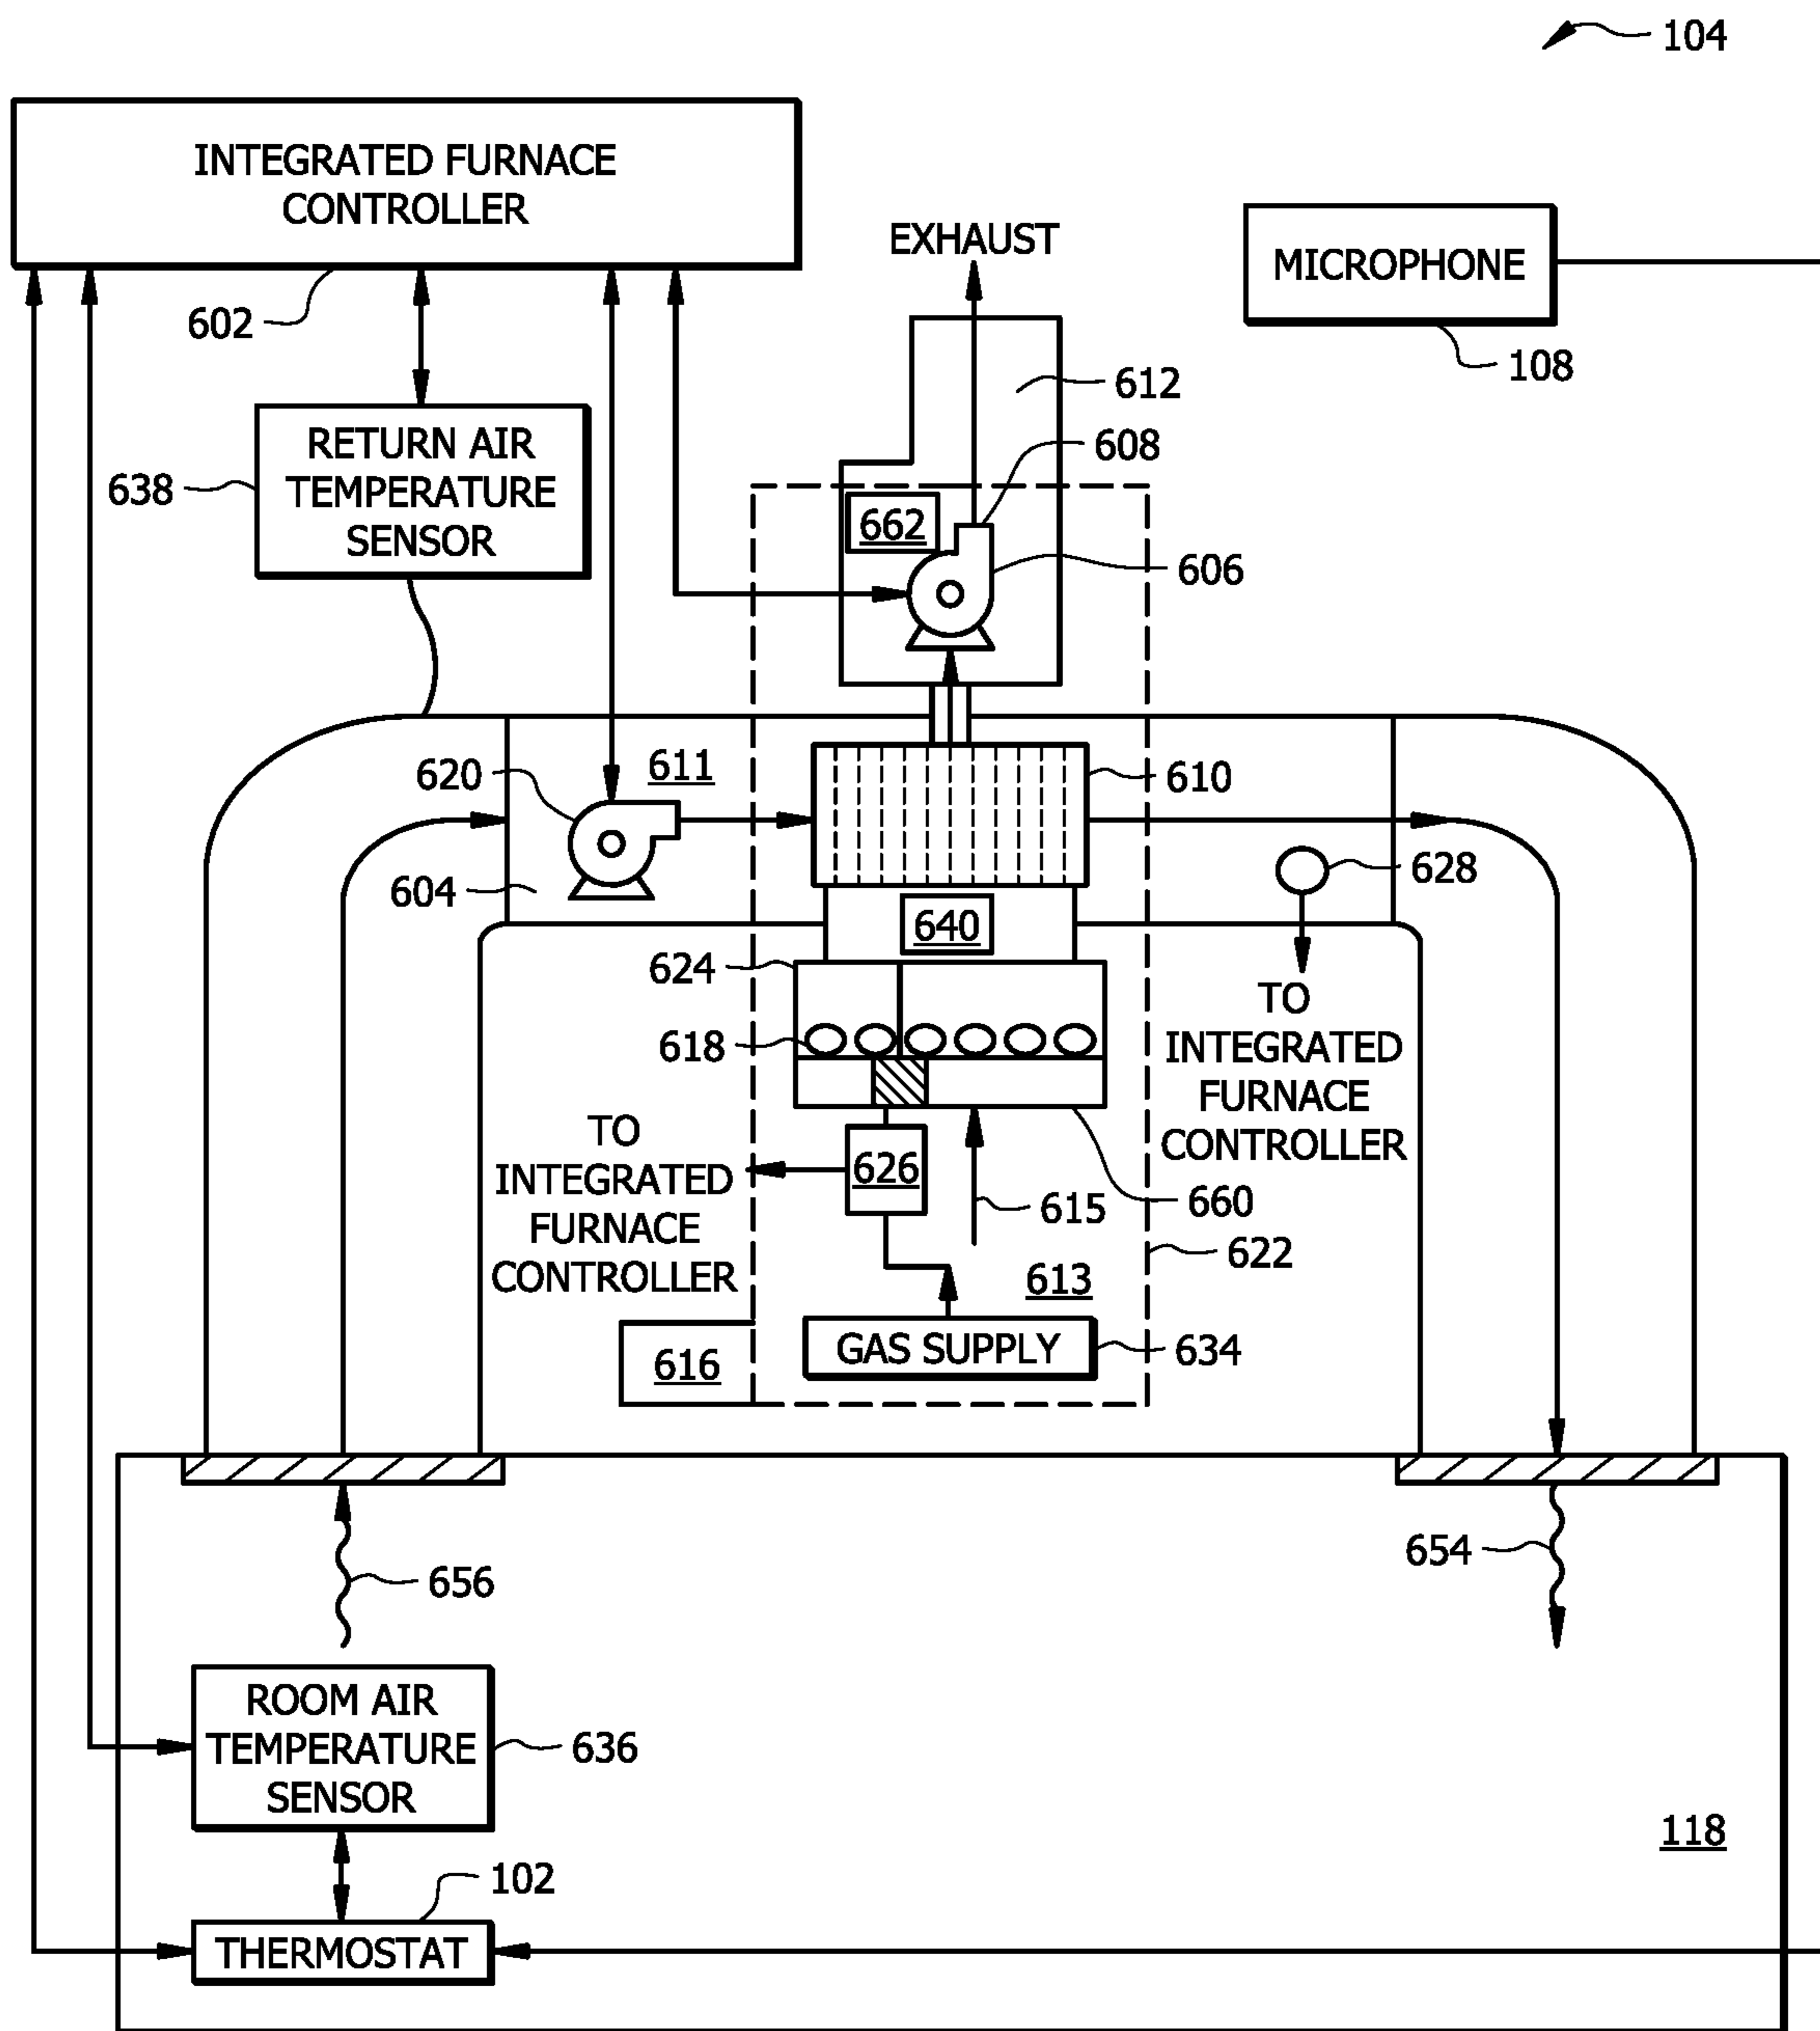 104
INTEGRATED FURNACE
CONTROLLER
602
EXHAUST
MICROPHONE
108
612
608
RETURN AIR
TEMPERATURE
SENSOR
638
662
606
620
611
610
604
628
640
624
618
TO
INTEGRATED
FURNACE
CONTROLLER
TO
INTEGRATED
FURNACE
CONTROLLER
626
615
660
622
613
616
GAS SUPPLY
634
656
654
ROOM AIR
TEMPERATURE
SENSOR
636
118
102
THERMOSTAT